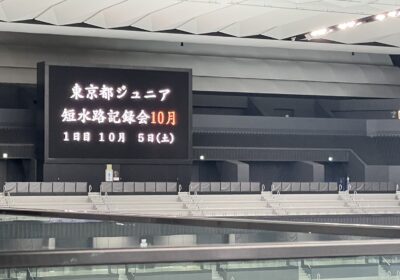 東京都ジュニア
短水路記録会10月
1日目 10月 5日(土)